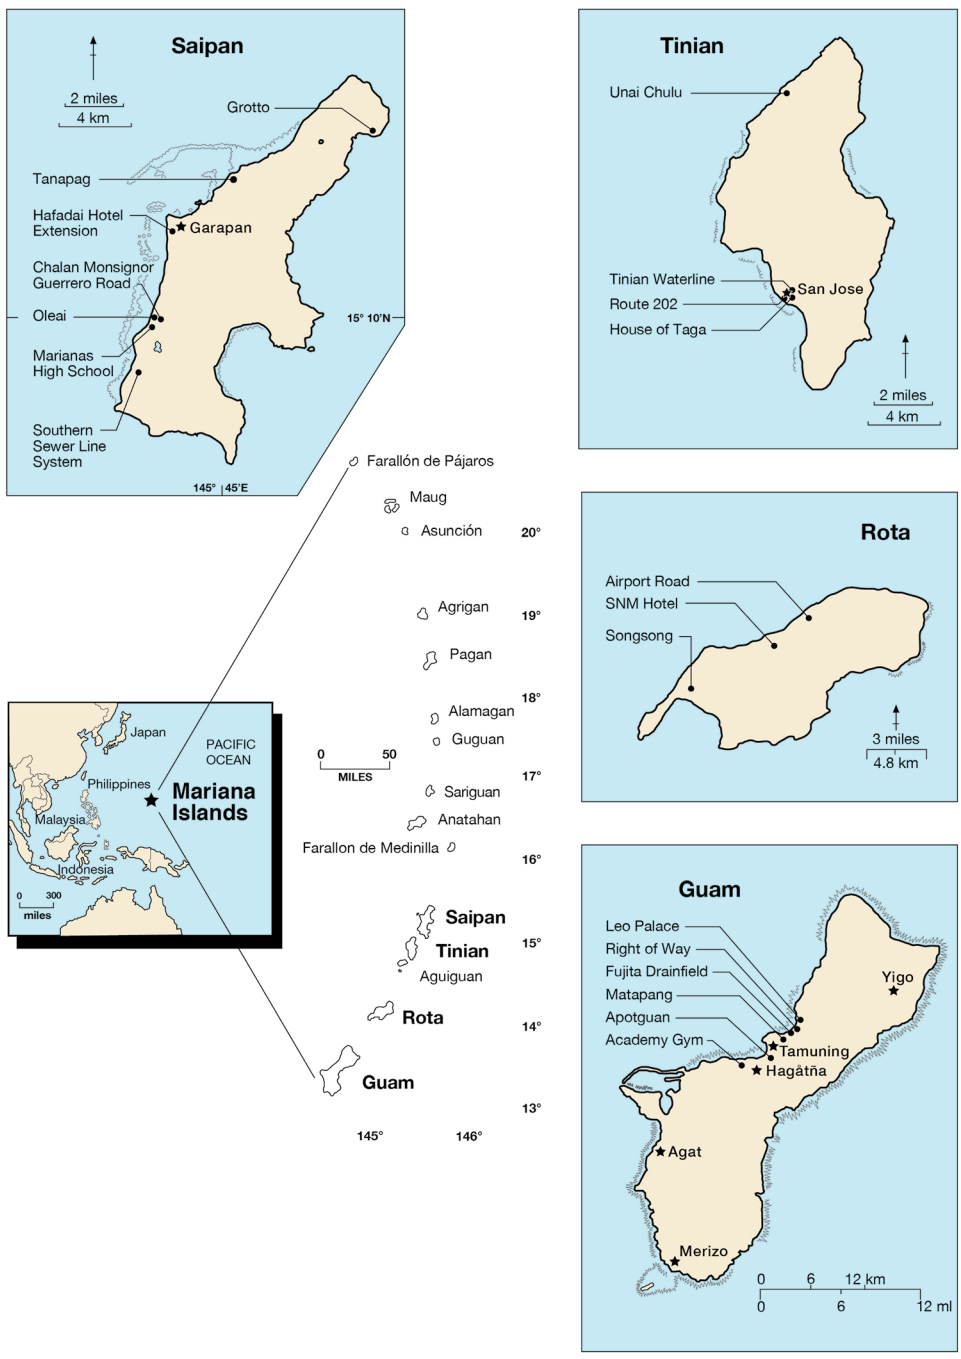 Saipan
2 miles
4 km
Grotto
Tanapag
Hafadai Hotel
Extension
Garapan
Chalan Monsignor
Guerrero Road
Oleai
15° 10'N
Marianas
High School
Southern
Sewer Line
System
145° 45'E
Tinian
Unai Chulu
Tinian Waterline
San Jose
Route 202
House of Taga
2 miles
4 km
Farallón de Pájaros
Maug
Asunción
20°
Agrigan
19°
Pagan
18°
Alamagan
Guguan
0 50
MILES
17°
Sariguan
Anatahan
Farallon de Medinilla
16°
Saipan
15°
Tinian
Aguiguan
Rota
14°
Guam
13°
145° 146°
Japan
PACIFIC
OCEAN
Philippines
Mariana
Islands
Malaysia
Indonesia
0 300
miles
Rota
Airport Road
SNM Hotel
Songsong
3 miles
4.8 km
Guam
Leo Palace
Right of Way
Fujita Drainfield
Matapang
Apotguan
Academy Gym
Yigo
Tamuning
Hagåtña
Agat
Merizo
0 6 12 km
0 6 12 ml